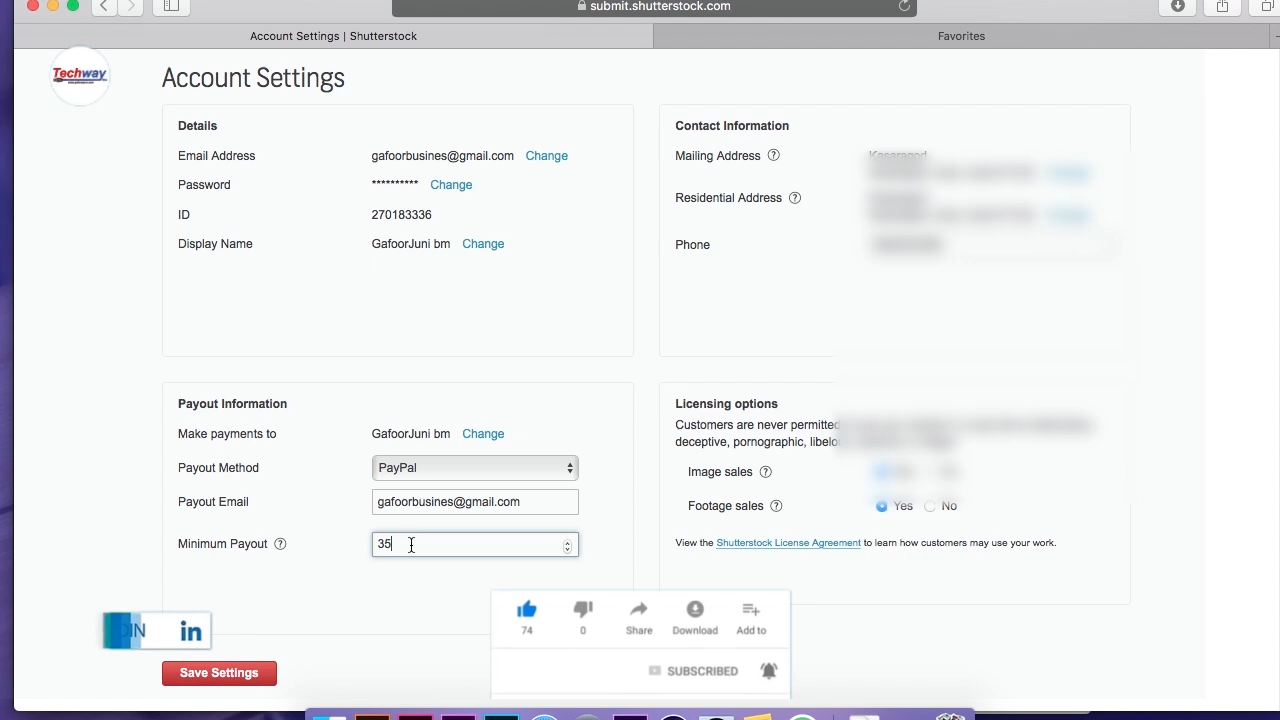 submit.shutterstock.com
Account Settings | Shutterstock
Favorites
Techway
Account Settings
Details
Email Address gafoorbusines@gmail.com Change
Password ********** Change
ID 270183336
Display Name GafoorJuni bm Change
Contact Information
Mailing Address ?
Residential Address ?
Phone
Payout Information
Make payments to GafoorJuni bm Change
Payout Method PayPal
Payout Email gafoorbusines@gmail.com
Minimum Payout ? 35
Licensing options
Customers are never permitted
deceptive, pornographic,
Image sales ?
Footage sales ? Yes No
View the Shutterstock License Agreement to learn how customers may use your work.
in
74 0 Share Download Add to
SUBSCRIBED
Save Settings